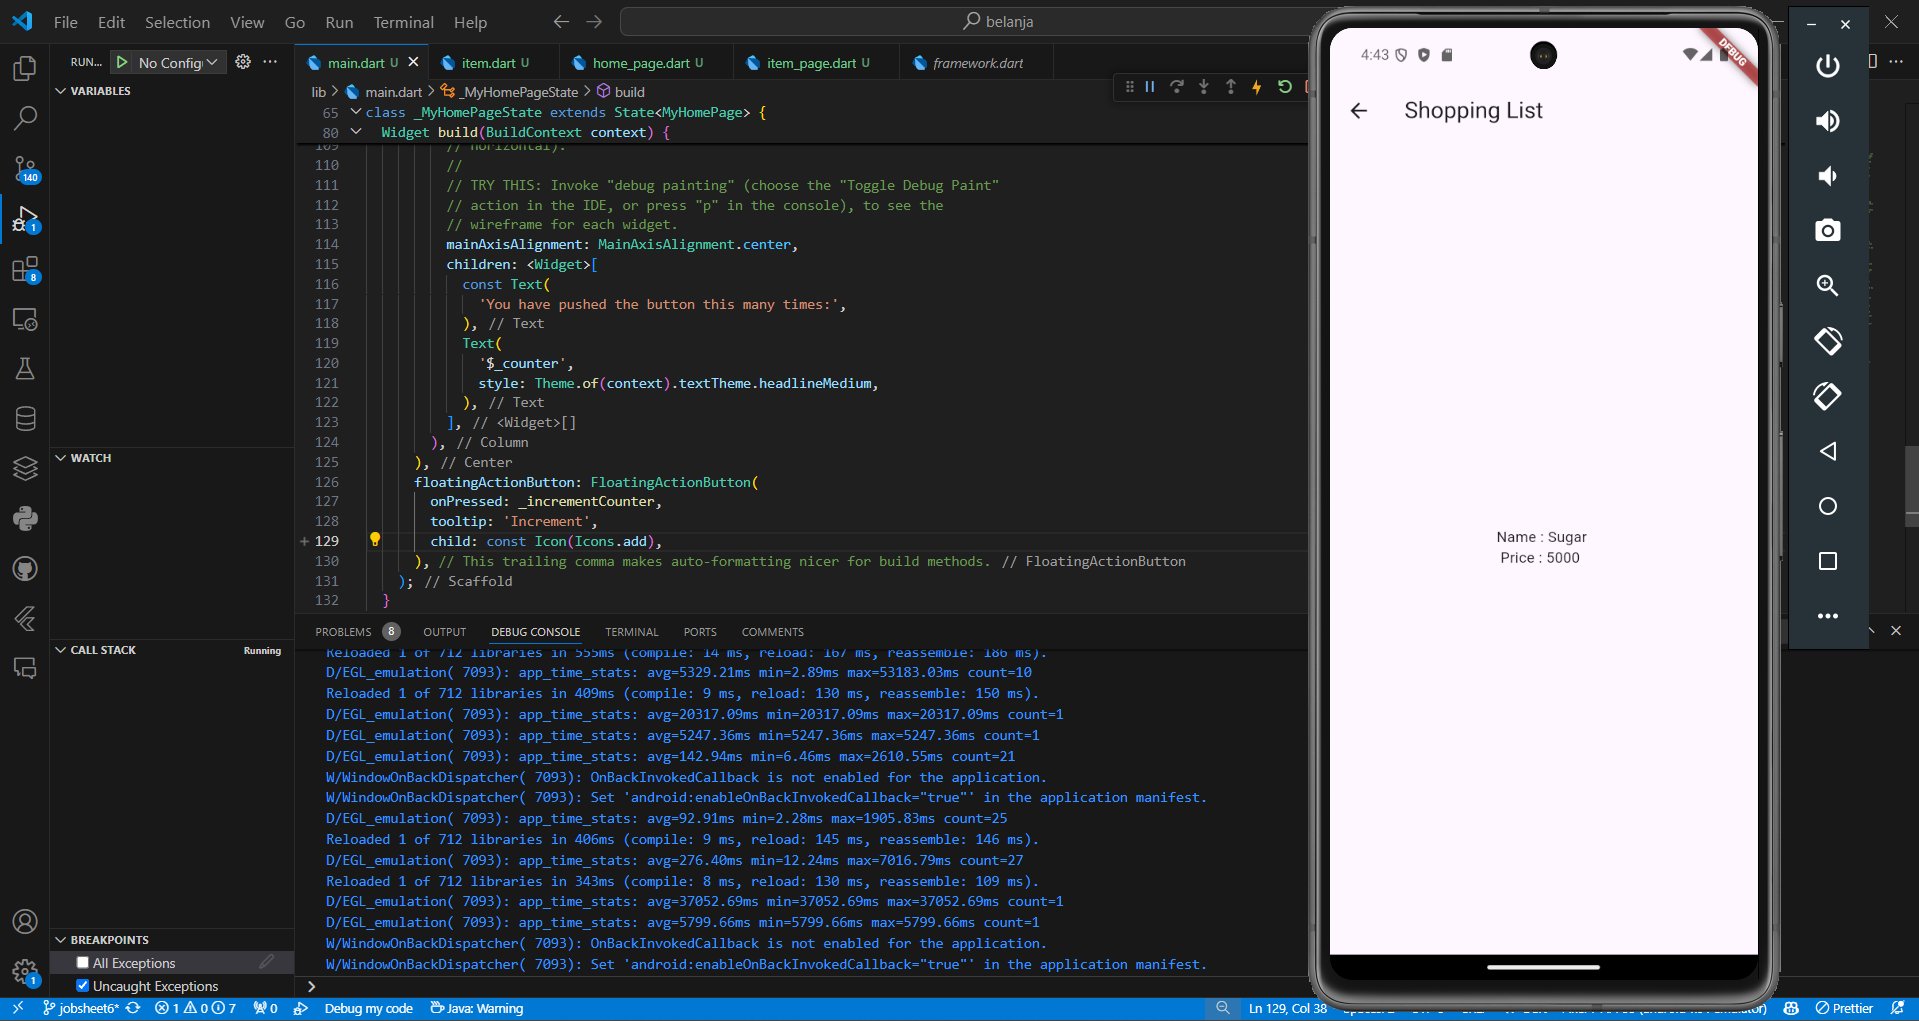 File Edit Selection View Go Run Terminal Help
belanja
RUN... No Config
main.dart U
item.dart U
home_page.dart U
item_page.dart U
framework.dart
VARIABLES
lib > main.dart > _MyHomePageState > build
65 class _MyHomePageState extends State<MyHomePage> {
80 Widget build(BuildContext context) {
109 // horizontal).
110 //
111 // TRY THIS: Invoke "debug painting" (choose the "Toggle Debug Paint"
112 // action in the IDE, or press "p" in the console), to see the
113 // wireframe for each widget.
114 mainAxisAlignment: MainAxisAlignment.center,
115 children: <Widget>[
116 const Text(
117 'You have pushed the button this many times:',
118 ), // Text
119 Text(
120 '$_counter',
121 style: Theme.of(context).textTheme.headlineMedium,
122 ), // Text
123 ], // <Widget>[]
124 ), // Column
125 ), // Center
126 floatingActionButton: FloatingActionButton(
127 onPressed: _incrementCounter,
128 tooltip: 'Increment',
129 child: const Icon(Icons.add),
130 ), // This trailing comma makes auto-formatting nicer for build methods. // FloatingActionButton
131 ); // Scaffold
132 }
140
1
8
WATCH
CALL STACK Running
BREAKPOINTS
All Exceptions
Uncaught Exceptions
1
PROBLEMS 8 OUTPUT DEBUG CONSOLE TERMINAL PORTS COMMENTS
Reloaded 1 of 712 libraries in 555ms (compile: 14 ms, reload: 167 ms, reassemble: 186 ms).
D/EGL_emulation( 7093): app_time_stats: avg=5329.21ms min=2.89ms max=53183.03ms count=10
Reloaded 1 of 712 libraries in 409ms (compile: 9 ms, reload: 130 ms, reassemble: 150 ms).
D/EGL_emulation( 7093): app_time_stats: avg=20317.09ms min=20317.09ms max=20317.09ms count=1
D/EGL_emulation( 7093): app_time_stats: avg=5247.36ms min=5247.36ms max=5247.36ms count=1
D/EGL_emulation( 7093): app_time_stats: avg=142.94ms min=6.46ms max=2610.55ms count=21
W/WindowOnBackDispatcher( 7093): OnBackInvokedCallback is not enabled for the application.
W/WindowOnBackDispatcher( 7093): Set 'android:enableOnBackInvokedCallback="true"' in the application manifest.
D/EGL_emulation( 7093): app_time_stats: avg=92.91ms min=2.28ms max=1905.83ms count=25
Reloaded 1 of 712 libraries in 406ms (compile: 9 ms, reload: 145 ms, reassemble: 146 ms).
D/EGL_emulation( 7093): app_time_stats: avg=276.40ms min=12.24ms max=7016.79ms count=27
Reloaded 1 of 712 libraries in 343ms (compile: 8 ms, reload: 130 ms, reassemble: 109 ms).
D/EGL_emulation( 7093): app_time_stats: avg=37052.69ms min=37052.69ms max=37052.69ms count=1
D/EGL_emulation( 7093): app_time_stats: avg=5799.66ms min=5799.66ms max=5799.66ms count=1
W/WindowOnBackDispatcher( 7093): OnBackInvokedCallback is not enabled for the application.
W/WindowOnBackDispatcher( 7093): Set 'android:enableOnBackInvokedCallback="true"' in the application manifest.
4:43
DEBUG
Shopping List
Name : Sugar
Price : 5000
jobsheet6* 1 0 7 0 Debug my code Java: Warning Ln 129, Col 38 Prettier